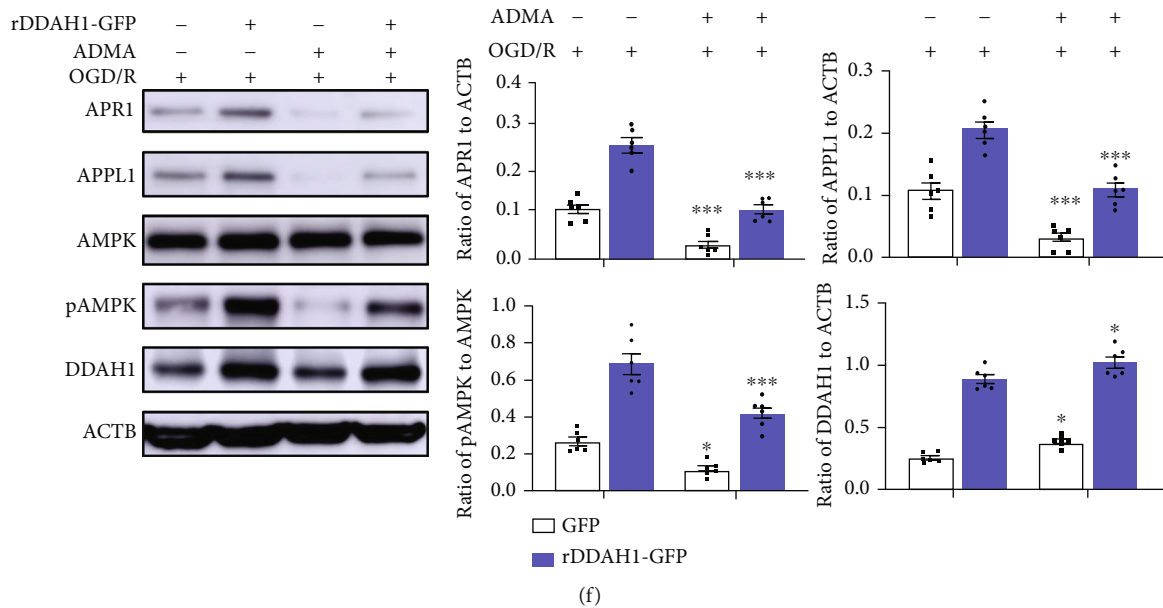 rDDAH1-GFP – + – +
ADMA – – + +
OGD/R + + + +
APR1
APPL1
AMPK
pAMPK
DDAH1
ACTB
ADMA – – + +
OGD/R + + + +
Ratio of APR1 to ACTB
0.3
0.2
0.1
0.0
***
***
– – + +
+ + + +
Ratio of APPL1 to ACTB
0.3
0.2
0.1
0.0
***
***
Ratio of pAMPK to AMPK
1.0
0.8
0.6
0.4
0.2
0.0
*
***
Ratio of DDAH1 to ACTB
1.5
1.0
0.5
0.0
*
*
GFP
rDDAH1-GFP
(f)